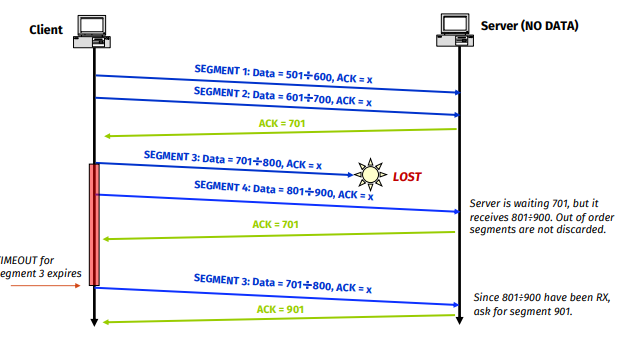 Client
Server (NO DATA)
SEGMENT 1: Data = 501÷600, ACK = x
SEGMENT 2: Data = 601÷700, ACK = x
ACK = 701
SEGMENT 3: Data = 701÷800, ACK = x
LOST
SEGMENT 4: Data = 801÷900, ACK = x
Server is waiting 701, but it
receives 801÷900. Out of order
segments are not discarded.
ACK = 701
TIMEOUT for
segment 3 expires
SEGMENT 3: Data = 701÷800, ACK = x
Since 801÷900 have been RX,
ask for segment 901.
ACK = 901